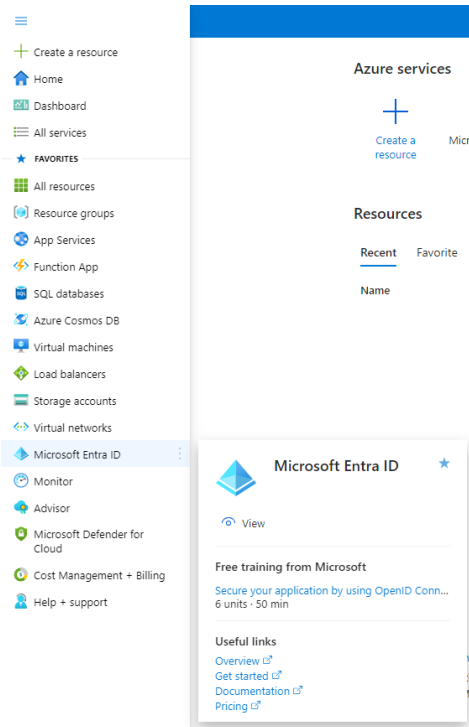 Create a resource
Home
Dashboard
All services
FAVORITES
All resources
Resource groups
App Services
Function App
SQL databases
Azure Cosmos DB
Virtual machines
Load balancers
Storage accounts
Virtual networks
Microsoft Entra ID
Monitor
Advisor
Microsoft Defender for
Cloud
Cost Management + Billing
Help + support
Azure services
Create a
resource
Resources
Recent Favorite
Name
Microsoft Entra ID
View
Free training from Microsoft
Secure your application by using OpenID Conn...
6 units · 50 min
Useful links
Overview
Get started
Documentation
Pricing